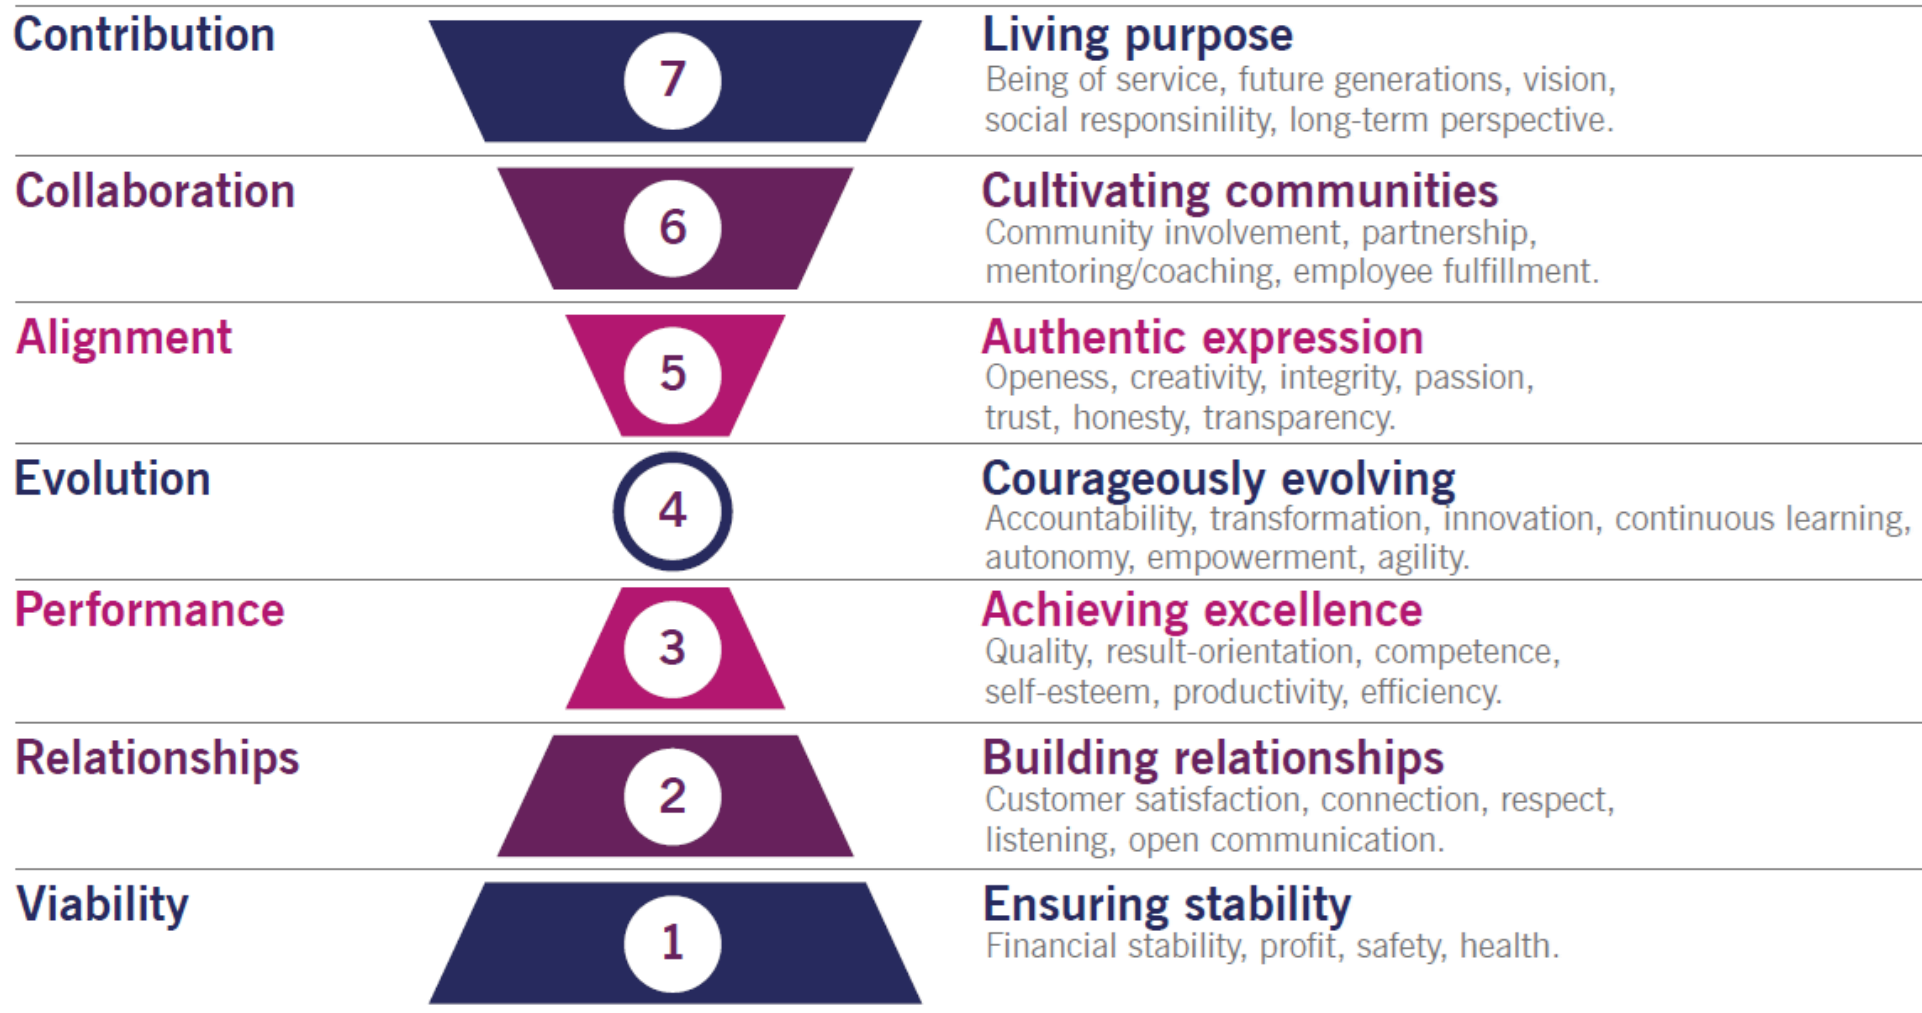 Contribution
7
Living purpose
Being of service, future generations, vision,
social responsinility, long-term perspective.
Collaboration
6
Cultivating communities
Community involvement, partnership,
mentoring/coaching, employee fulfillment.
Alignment
5
Authentic expression
Openess, creativity, integrity, passion,
trust, honesty, transparency.
Evolution
4
Courageously evolving
Accountability, transformation, innovation, continuous learning,
autonomy, empowerment, agility.
Performance
3
Achieving excellence
Quality, result-orientation, competence,
self-esteem, productivity, efficiency.
Relationships
2
Building relationships
Customer satisfaction, connection, respect,
listening, open communication.
Viability
1
Ensuring stability
Financial stability, profit, safety, health.